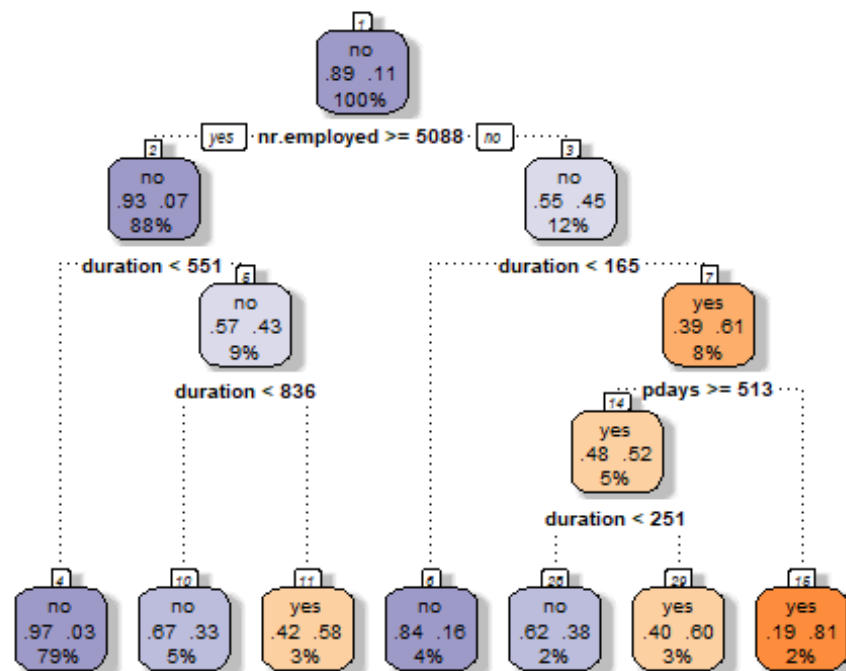 1
no
.89 .11
100%
yes nr.employed >= 5088 no
2
no
.93 .07
88%
3
no
.55 .45
12%
duration < 551
duration < 165
5
no
.57 .43
9%
7
yes
.39 .61
8%
duration < 836
pdays >= 513
14
yes
.48 .52
5%
duration < 251
4
no
.97 .03
79%
10
no
.67 .33
5%
11
yes
.42 .58
3%
6
no
.84 .16
4%
28
no
.62 .38
2%
29
yes
.40 .60
3%
15
yes
.19 .81
2%